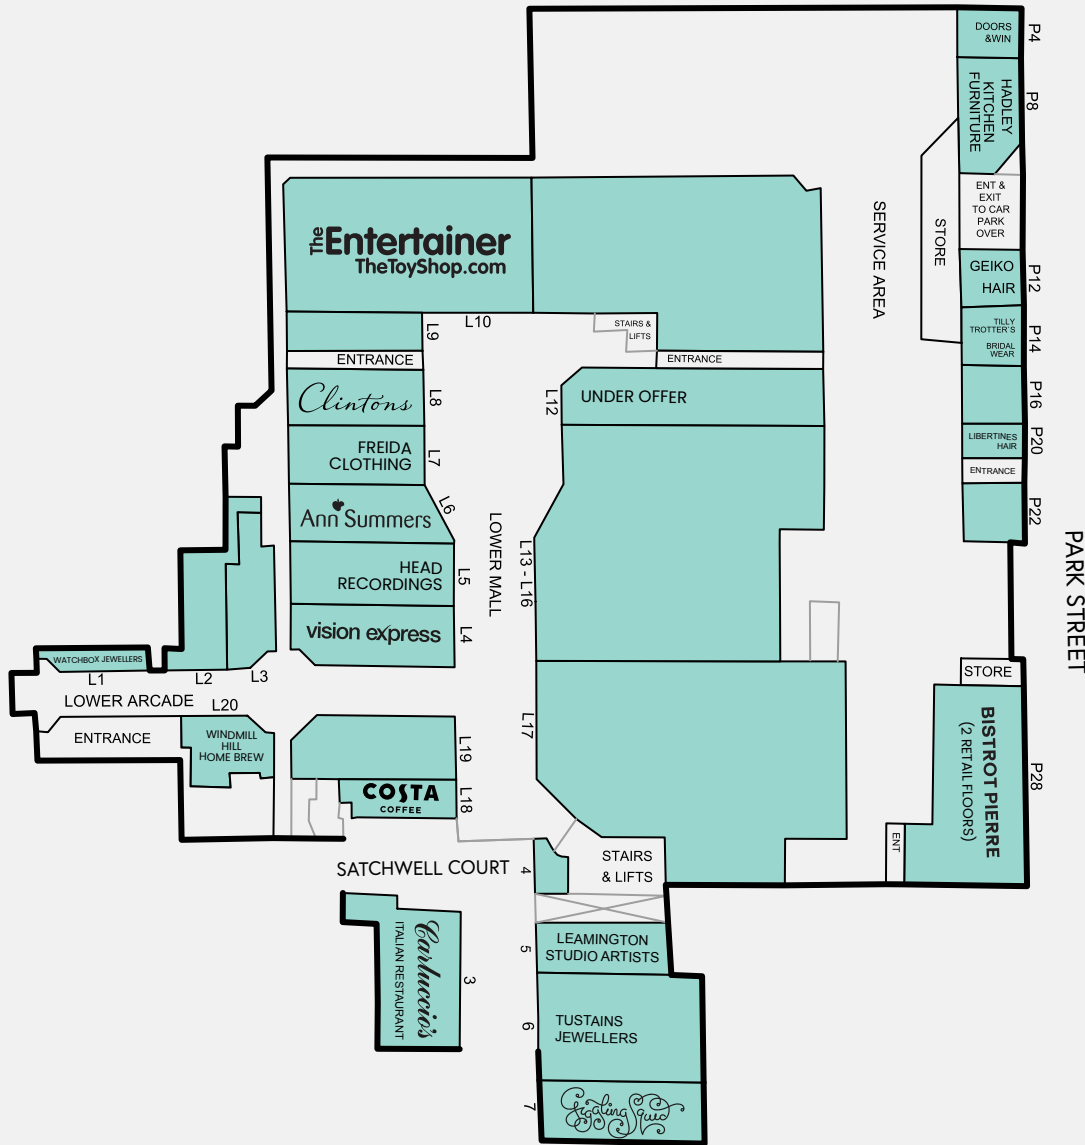 DOORS
&WIN
P4
HADLEY
KITCHEN
FURNITURE
P8
ENT &
EXIT
TO CAR
PARK
OVER
STORE
SERVICE AREA
GEIKO
HAIR
P12
TILLY
TROTTER'S
BRIDAL
WEAR
P14
P16
LIBERTINES
HAIR
P20
ENTRANCE
P22
PARK STREET
The Entertainer
TheToyShop.com
L10
L9
STAIRS &
LIFTS
ENTRANCE
ENTRANCE
Clintons
L8
L12
UNDER OFFER
FREIDA
CLOTHING
L7
Ann Summers
L6
LOWER MALL
L13 - L16
HEAD
RECORDINGS
L5
vision express
L4
WATCHBOX JEWELLERS
L1
L2
L3
LOWER ARCADE
L20
ENTRANCE
WINDMILL
HILL
HOME BREW
L19
L17
COSTA
COFFEE
L18
STORE
BISTROT PIERRE
(2 RETAIL FLOORS)
P28
ENT
SATCHWELL COURT
4
STAIRS
& LIFTS
Carluccio's
ITALIAN RESTAURANT
3
5
LEAMINGTON
STUDIO ARTISTS
6
TUSTAINS
JEWELLERS
7
Giggling Squid